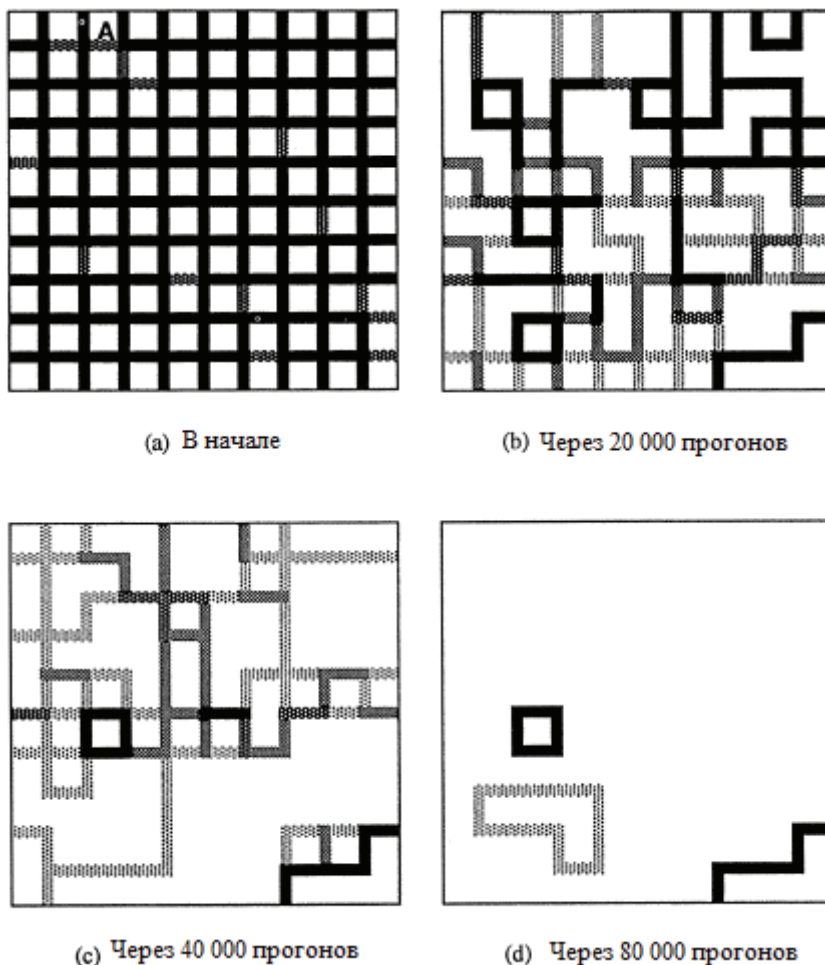 A
(a) В начале
(b) Через 20 000 прогонов
(c) Через 40 000 прогонов
(d) Через 80 000 прогонов